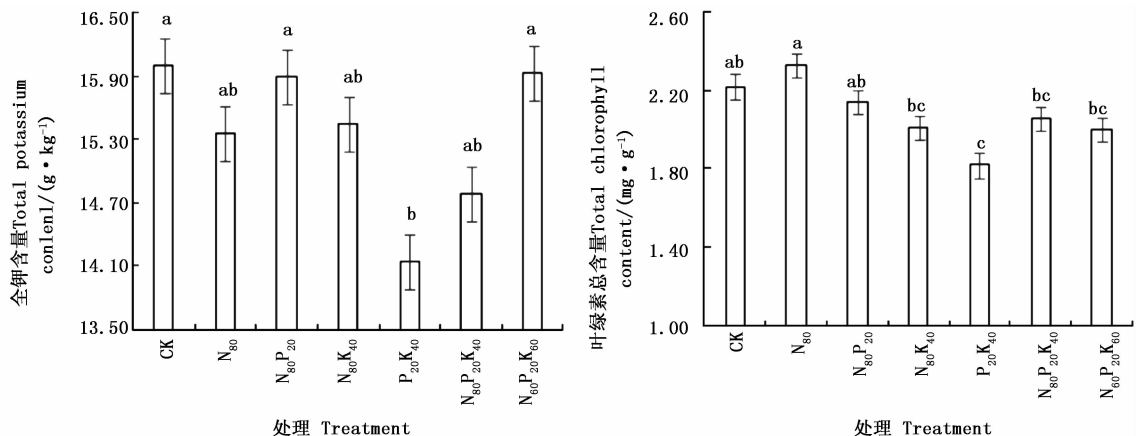 全钾含量Total potassium
conlenl/(g•kg⁻¹)
16.50
15.90
15.30
14.70
14.10
13.50
a
ab
a
ab
b
ab
a
CK
N₈₀
N₈₀P₂₀
N₈₀K₄₀
P₂₀K₄₀
N₈₀P₂₀K₄₀
N₆₀P₂₀K₆₀
处理 Treatment
叶绿素总含量Total chlorophyll
content/(mg•g⁻¹)
2.60
2.20
1.80
1.40
1.00
ab
a
ab
bc
c
bc
bc
CK
N₈₀
N₈₀P₂₀
N₈₀K₄₀
P₂₀K₄₀
N₈₀P₂₀K₄₀
N₆₀P₂₀K₆₀
处理 Treatment